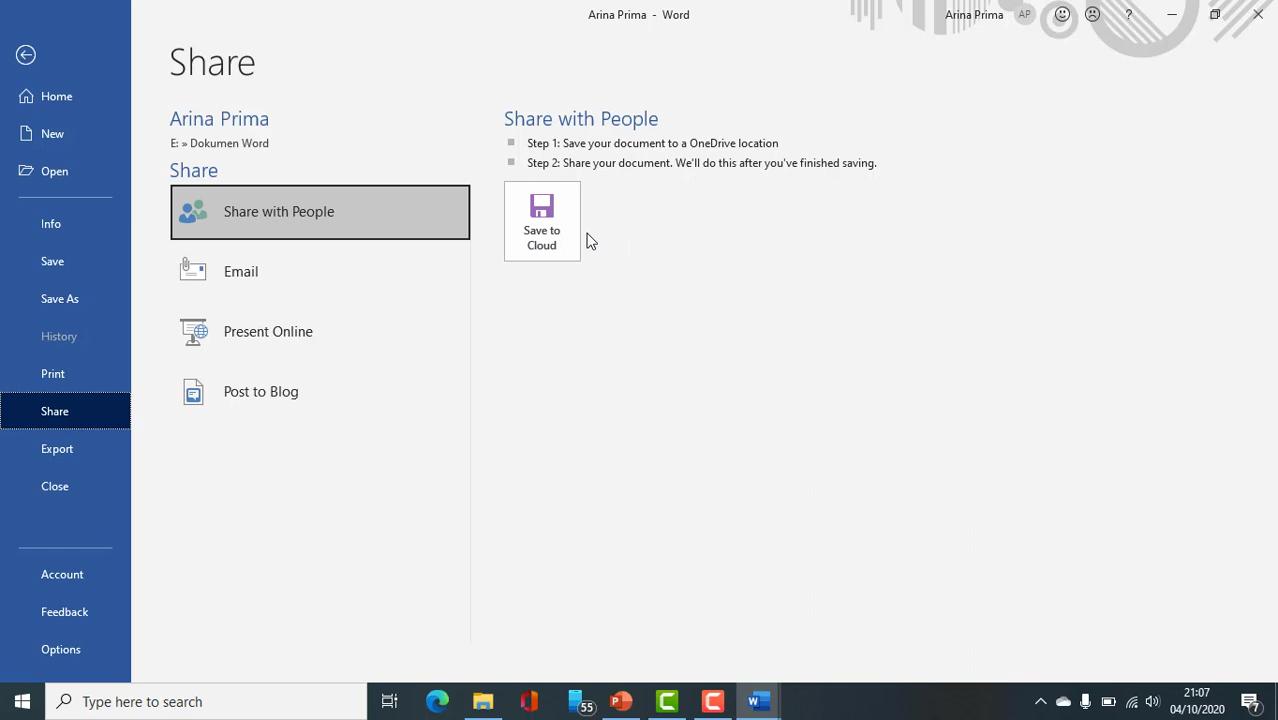 Arina Prima - Word
Arina Prima AP ?
Share
Home
New
Open
Info
Save
Save As
History
Print
Share
Export
Close
Account
Feedback
Options
Arina Prima
E: » Dokumen Word
Share
Share with People
Email
Present Online
Post to Blog
Share with People
Step 1: Save your document to a OneDrive location
Step 2: Share your document. We'll do this after you've finished saving.
Save to
Cloud
Type here to search
55
21:07
04/10/2020
7